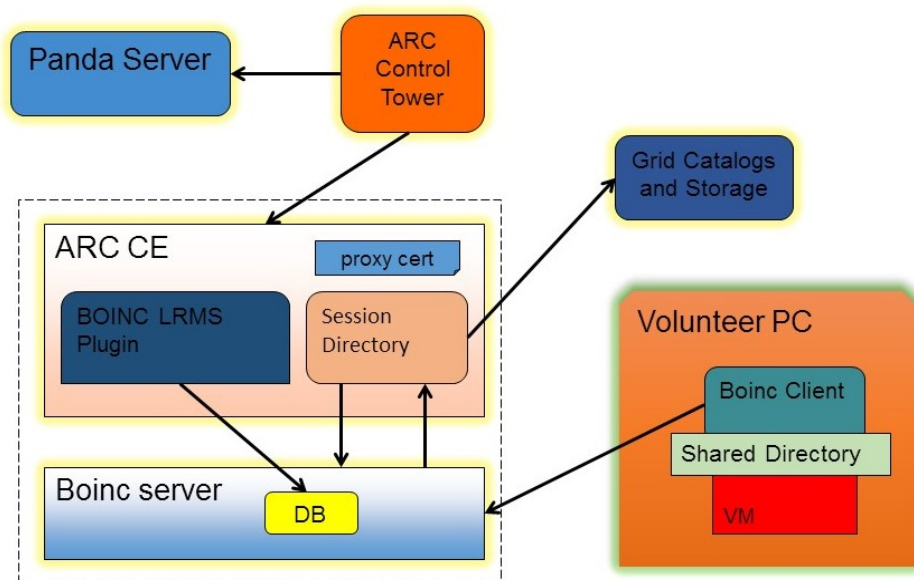 Panda Server
ARC
Control
Tower
Grid Catalogs
and Storage
ARC CE
proxy cert
BOINC LRMS
Plugin
Session
Directory
Volunteer PC
Boinc Client
Shared Directory
VM
Boinc server
DB